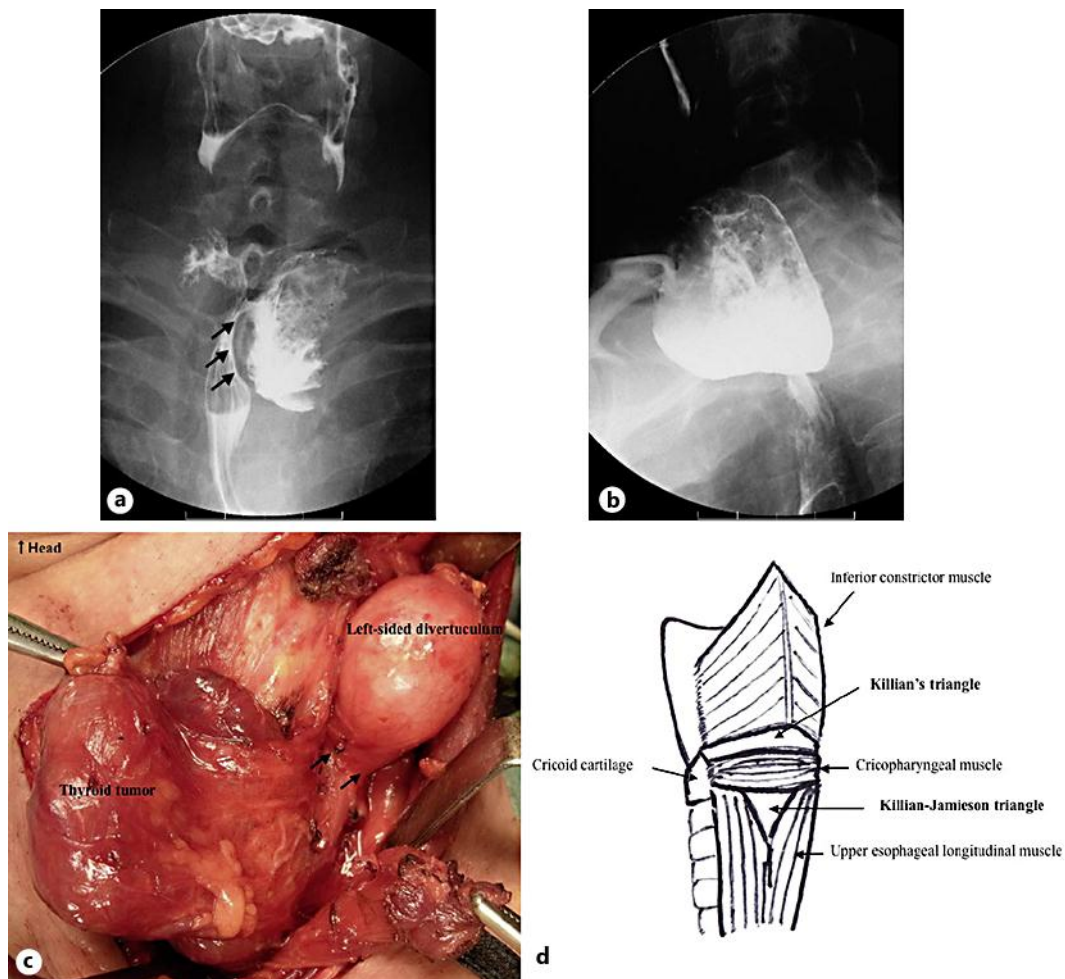 a
b
↑ Head
Left-sided divertuculum
Thyroid tumor
c
Inferior constrictor muscle
Killian's triangle
Cricoid cartilage
Cricopharyngeal muscle
Killian-Jamieson triangle
Upper esophageal longitudinal muscle
d